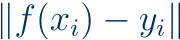 ‖f(xᵢ) − yᵢ‖